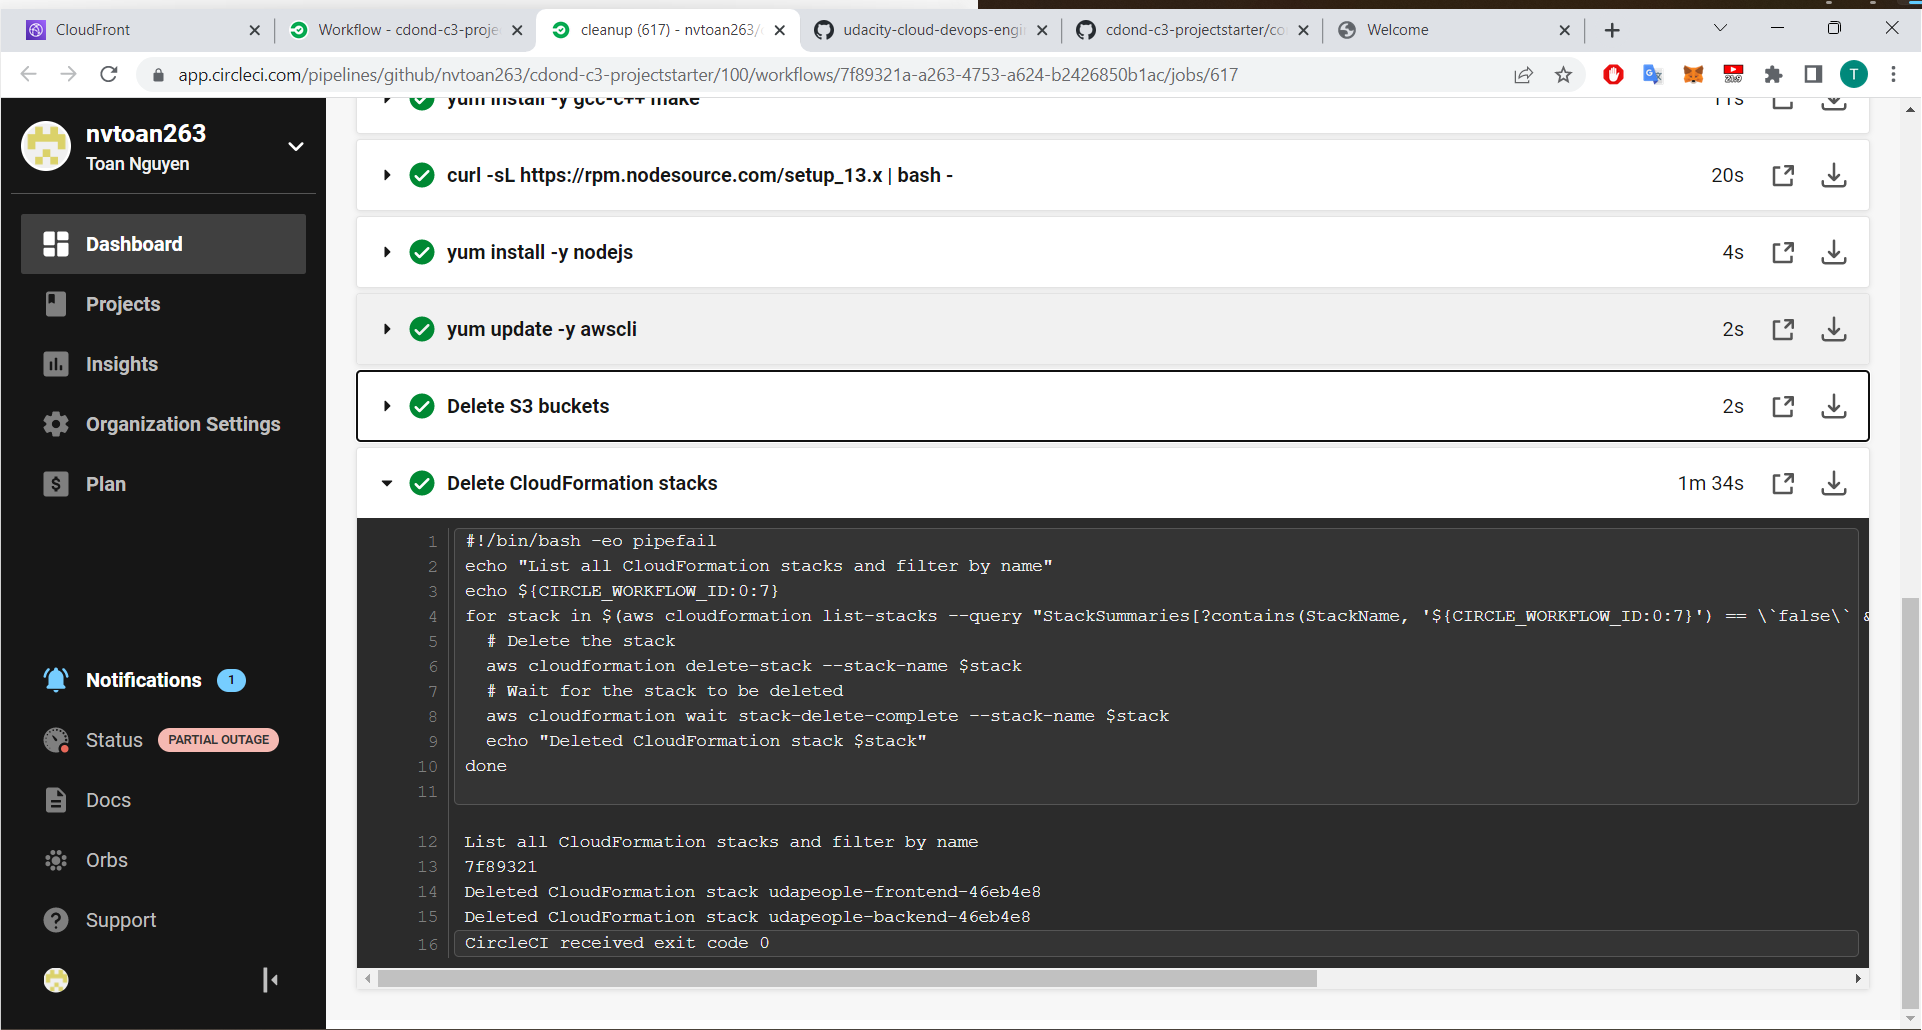 CloudFront
Workflow - cdond-c3-proje
cleanup (617) - nvtoan263/
udacity-cloud-devops-engi
cdond-c3-projectstarter/co
Welcome
app.circleci.com/pipelines/github/nvtoan263/cdond-c3-projectstarter/100/workflows/7f89321a-a263-4753-a624-b2426850b1ac/jobs/617
T
nvtoan263
Toan Nguyen
Dashboard
Projects
Insights
Organization Settings
Plan
Notifications 1
Status PARTIAL OUTAGE
Docs
Orbs
Support
yum install -y gcc-c++ make 11s
curl -sL https://rpm.nodesource.com/setup_13.x | bash - 20s
yum install -y nodejs 4s
yum update -y awscli 2s
Delete S3 buckets 2s
Delete CloudFormation stacks 1m 34s
1 #!/bin/bash -eo pipefail
2 echo "List all CloudFormation stacks and filter by name"
3 echo ${CIRCLE_WORKFLOW_ID:0:7}
4 for stack in $(aws cloudformation list-stacks --query "StackSummaries[?contains(StackName, '${CIRCLE_WORKFLOW_ID:0:7}') == \`false\` &
5 # Delete the stack
6 aws cloudformation delete-stack --stack-name $stack
7 # Wait for the stack to be deleted
8 aws cloudformation wait stack-delete-complete --stack-name $stack
9 echo "Deleted CloudFormation stack $stack"
10 done
11
12 List all CloudFormation stacks and filter by name
13 7f89321
14 Deleted CloudFormation stack udapeople-frontend-46eb4e8
15 Deleted CloudFormation stack udapeople-backend-46eb4e8
16 CircleCI received exit code 0